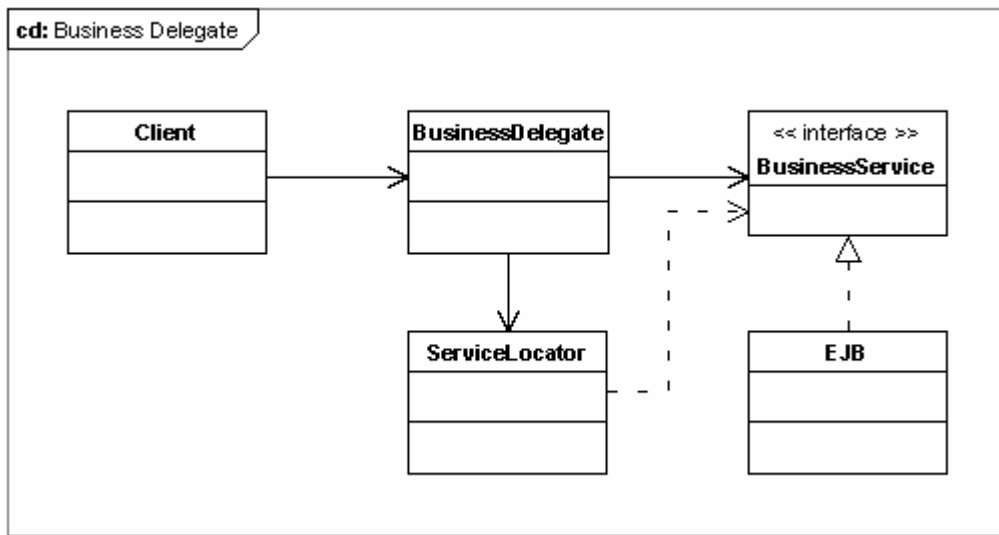 cd: Business Delegate
Client
BusinessDelegate
<< interface >>
BusinessService
ServiceLocator
EJB